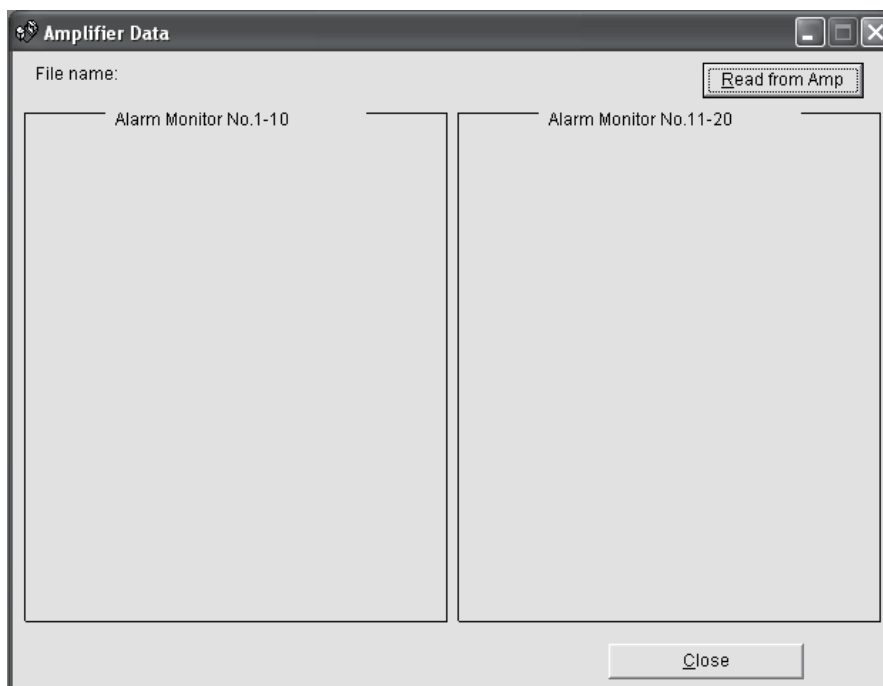 Amplifier Data
File name:
Read from Amp
Alarm Monitor No.1-10
Alarm Monitor No.11-20
Close